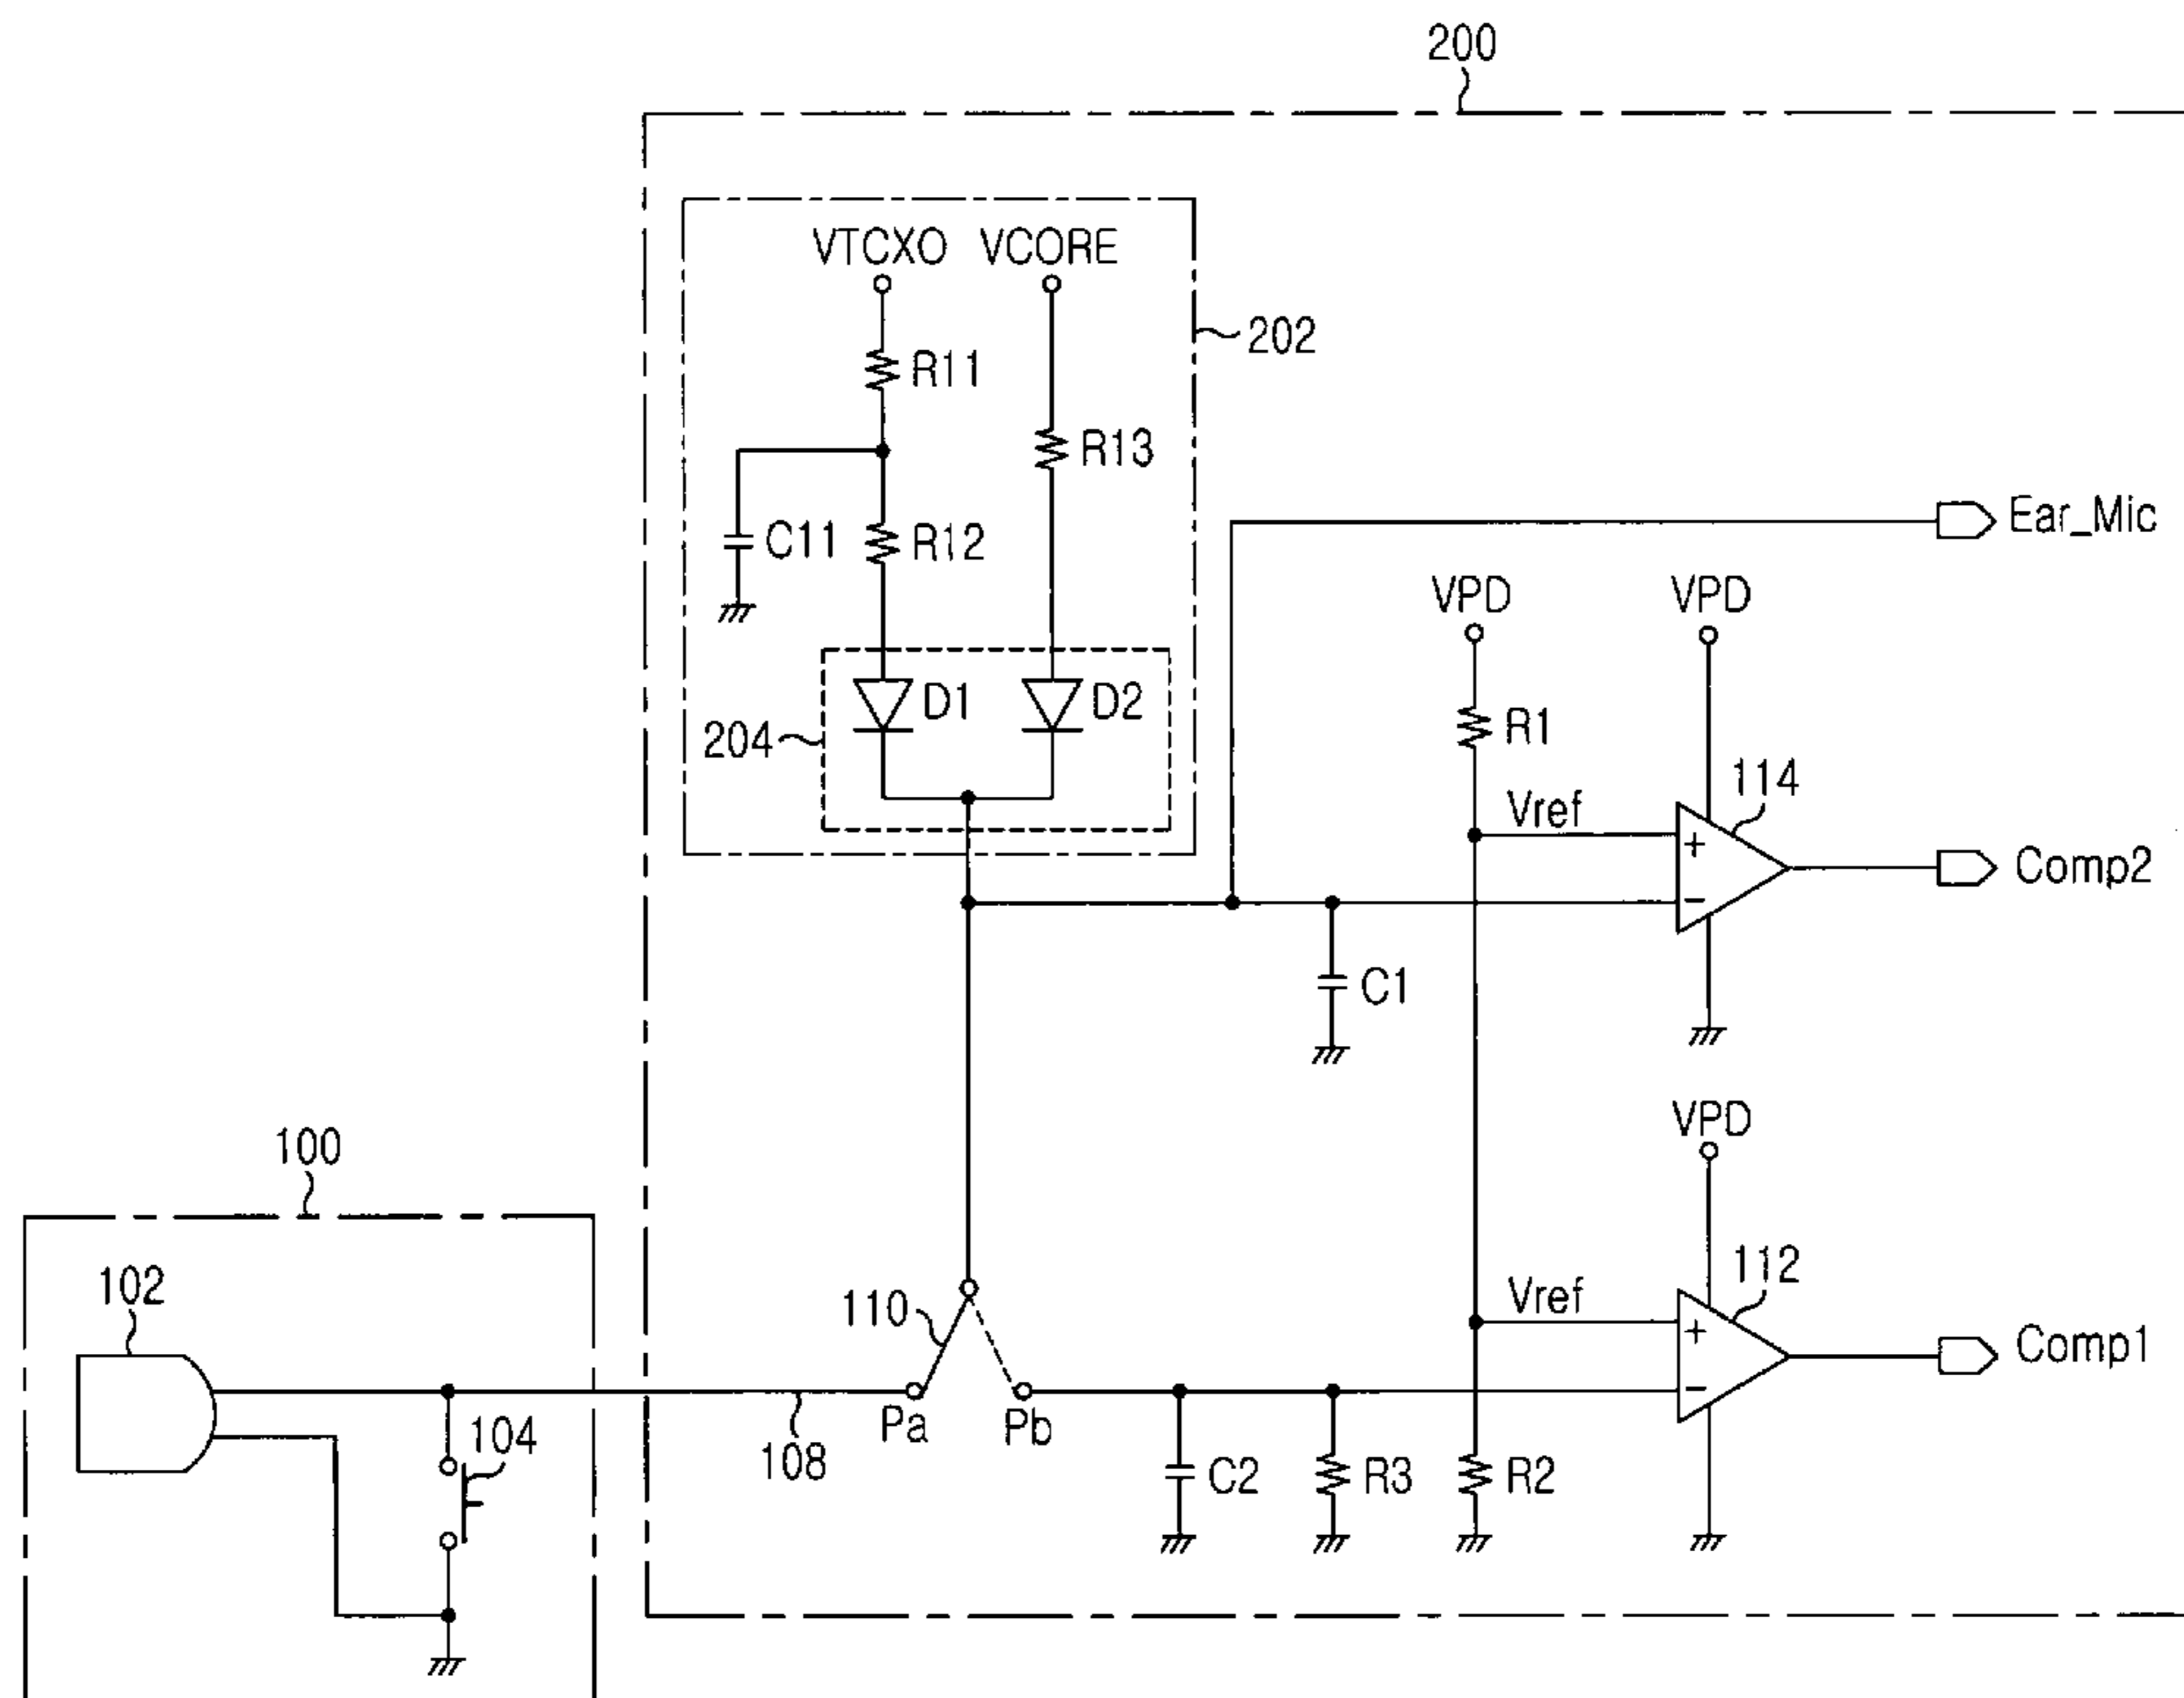 200
VTCXO VCORE
202
R11
R13
C11 R12
Ear_Mic
VPD VPD
D1 D2
204
R1
114
Vref
+
−
Comp2
C1
VPD
100
102
110
112
Vref
+
−
Comp1
Pa Pb
108
104
C2 R3 R2